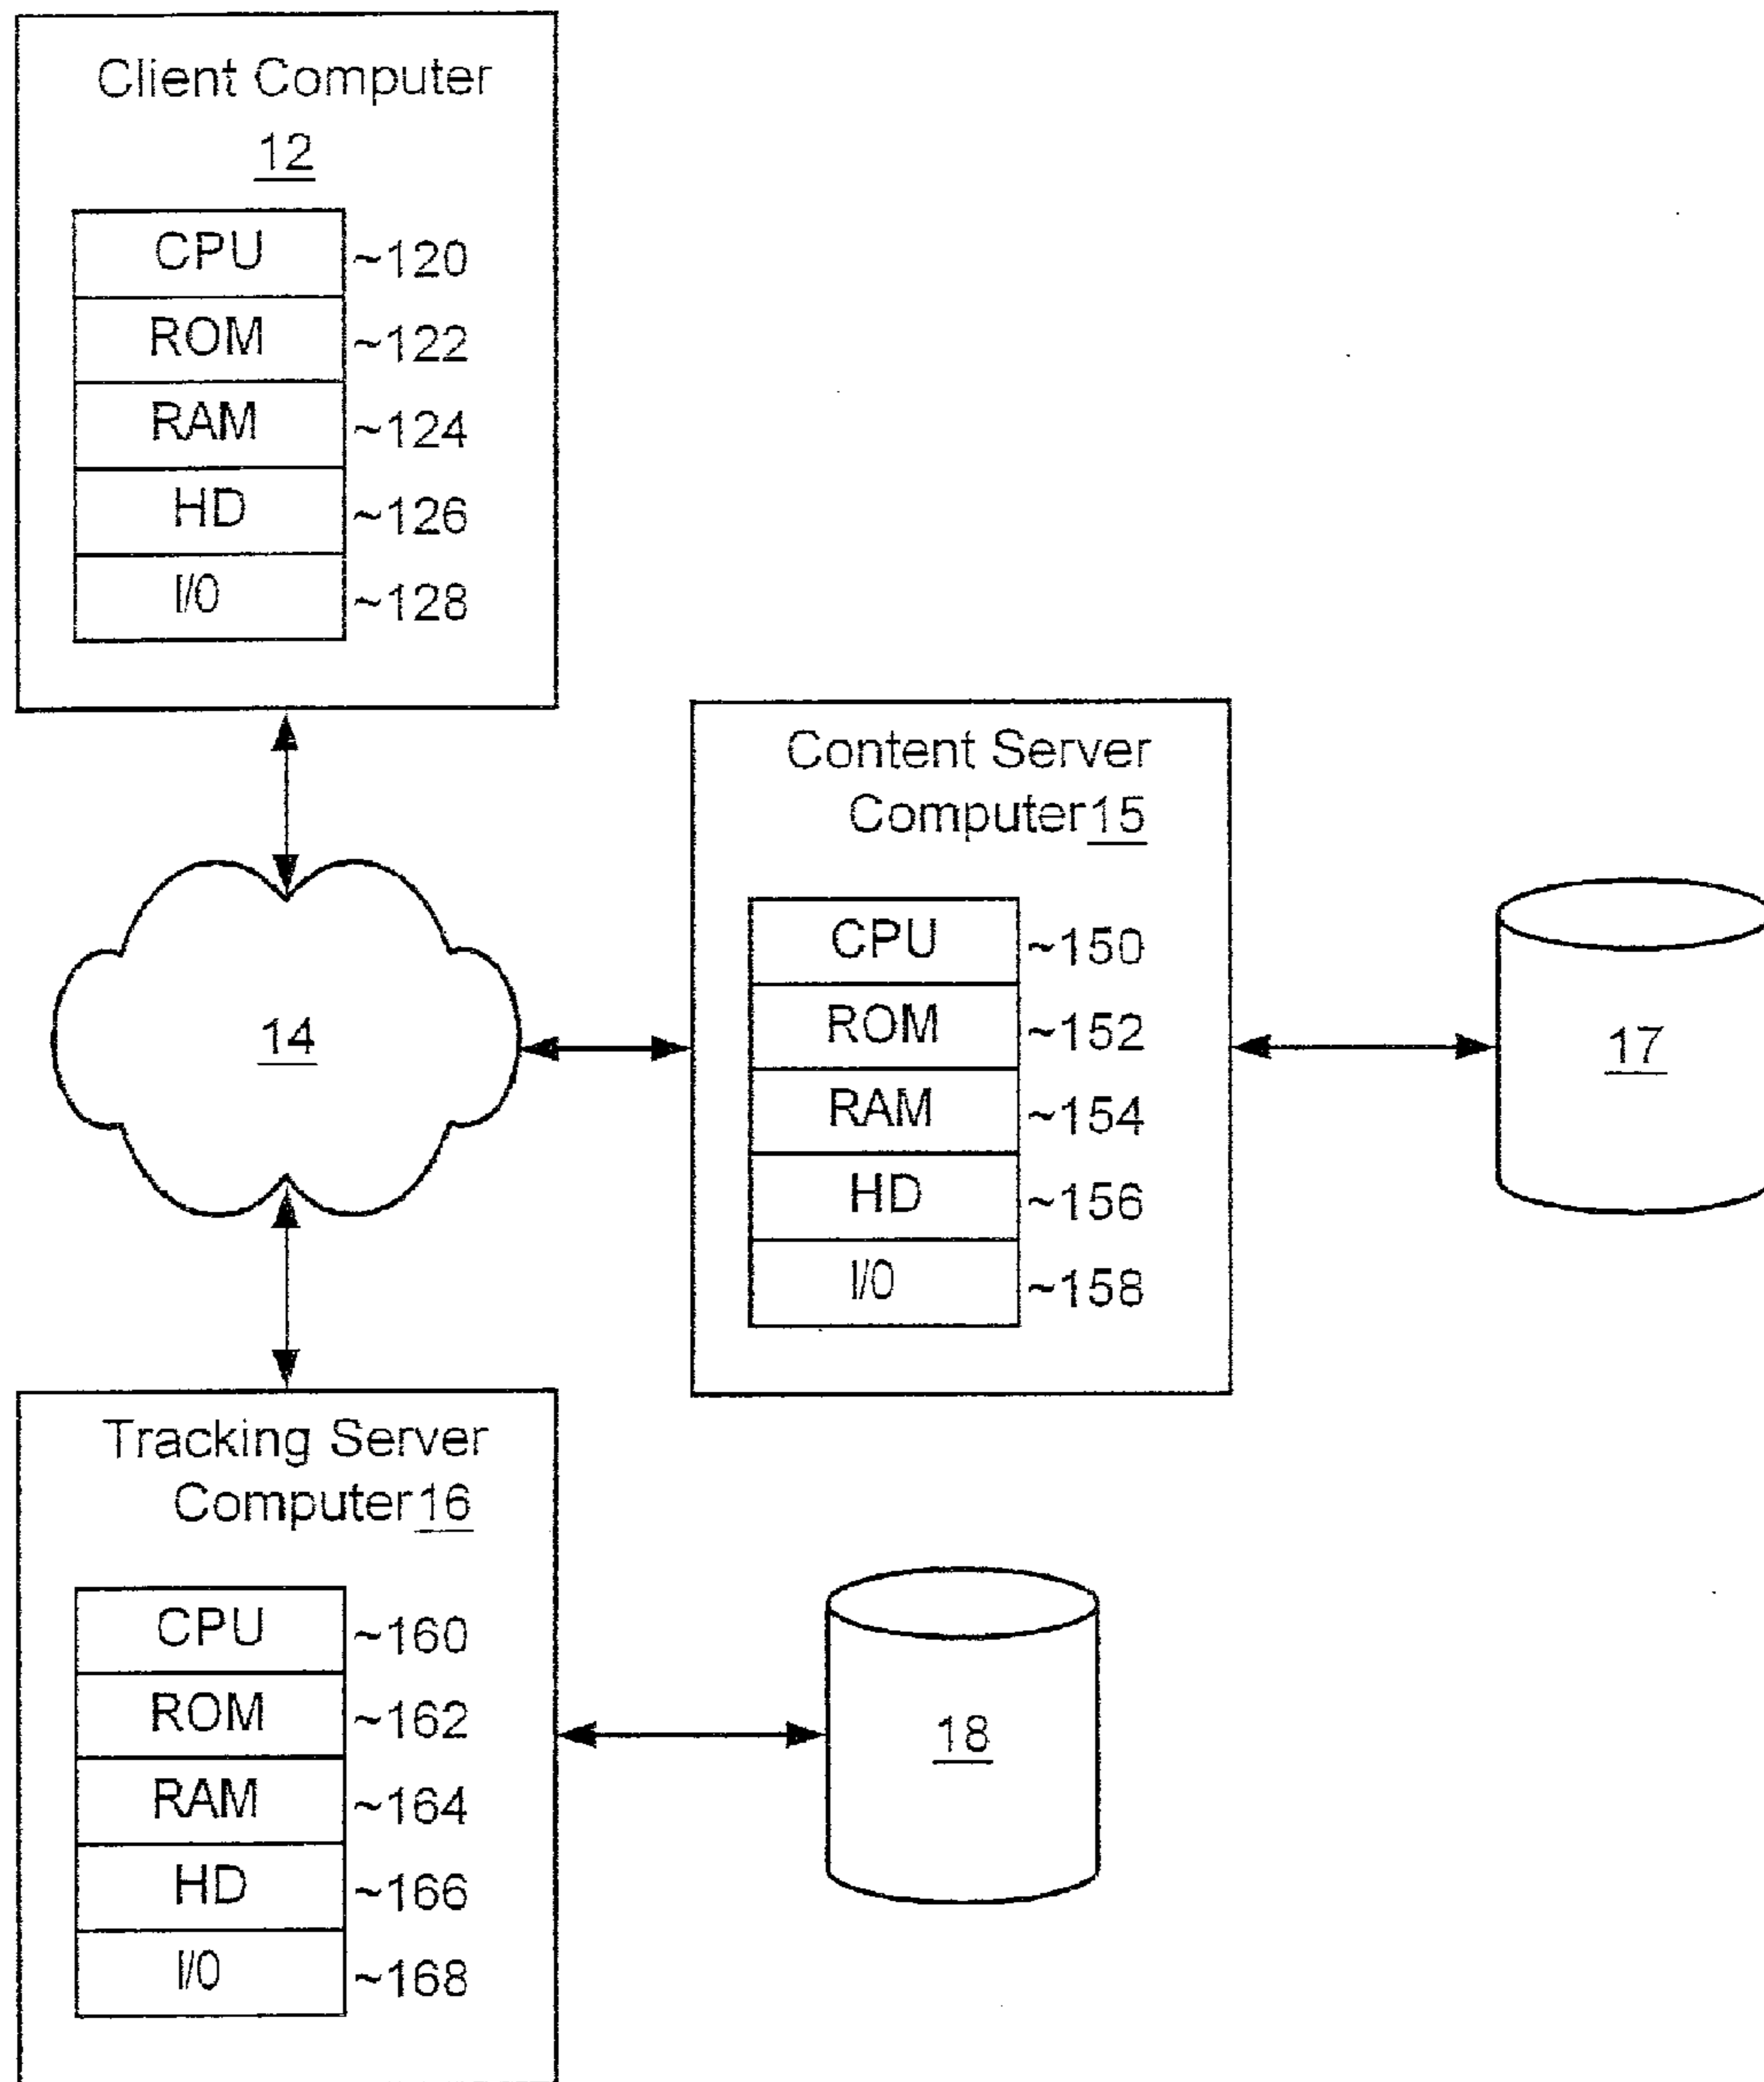 Client Computer
12
CPU ~120
ROM ~122
RAM ~124
HD ~126
I/0 ~128
Content Server
Computer 15
CPU ~150
ROM ~152
RAM ~154
HD ~156
I/0 ~158
14
17
Tracking Server
Computer 16
CPU ~160
ROM ~162
RAM ~164
HD ~166
I/0 ~168
18